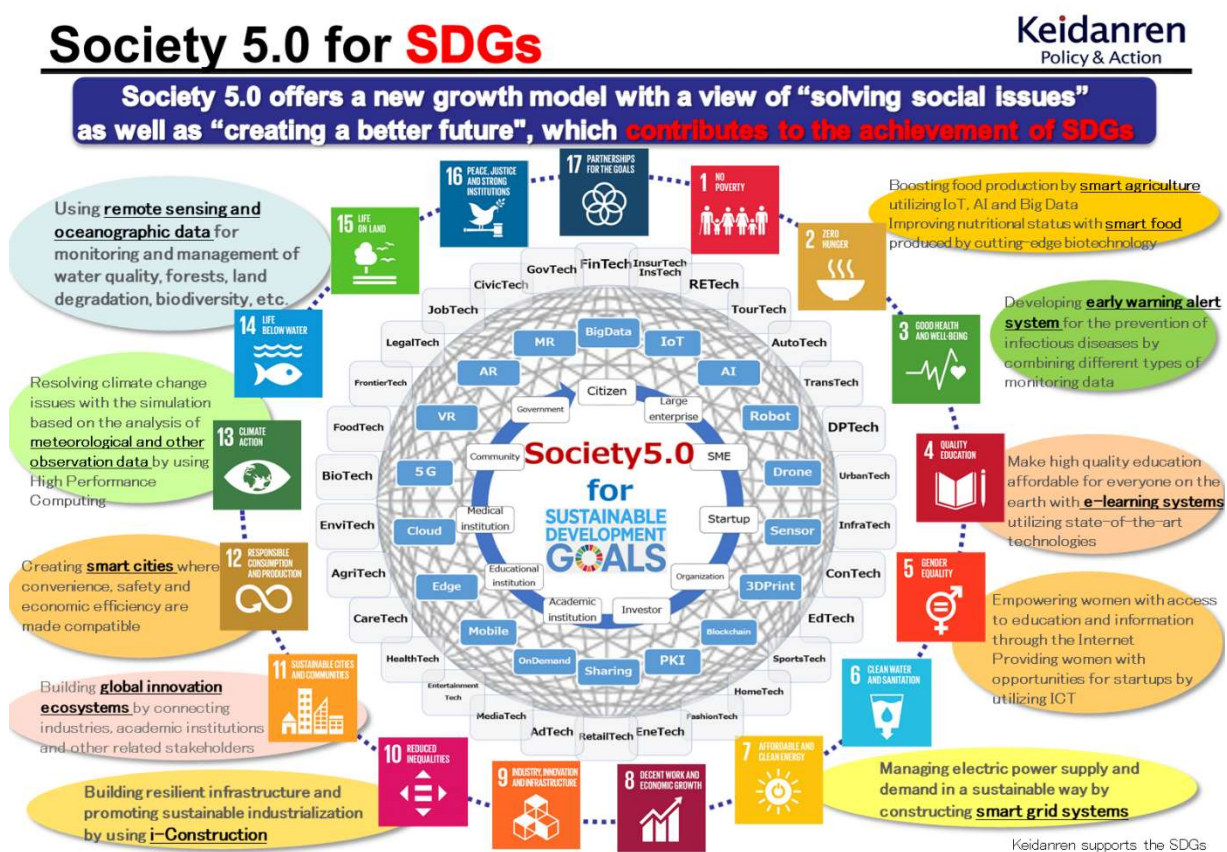 Society 5.0 for SDGs
Keidanren
Policy & Action
Society 5.0 offers a new growth model with a view of “solving social issues”
as well as “creating a better future", which contributes to the achievement of SDGs
16 PEACE, JUSTICE
AND STRONG
INSTITUTIONS
17 PARTNERSHIPS
FOR THE GOALS
1 NO
POVERTY
15 LIFE
ON LAND
2 ZERO
HUNGER
Boosting food production by smart agriculture
utilizing IoT, AI and Big Data
Improving nutritional status with smart food
produced by cutting-edge biotechnology
Using remote sensing and
oceanographic data for
monitoring and management of
water quality, forests, land
degradation, biodiversity, etc.
14 LIFE
BELOW WATER
3 GOOD HEALTH
AND WELL-BEING
Developing early warning alert
system for the prevention of
infectious diseases by
combining different types of
monitoring data
Resolving climate change
issues with the simulation
based on the analysis of
meteorological and other
observation data by using
High Performance
Computing
13 CLIMATE
ACTION
4 QUALITY
EDUCATION
Make high quality education
affordable for everyone on the
earth with e-learning systems
utilizing state-of-the-art
technologies
Creating smart cities where
convenience, safety and
economic efficiency are
made compatible
12 RESPONSIBLE
CONSUMPTION
AND PRODUCTION
5 GENDER
EQUALITY
Empowering women with access
to education and information
through the Internet
Providing women with
opportunities for startups by
utilizing ICT
Building global innovation
ecosystems by connecting
industries, academic institutions
and other related stakeholders
11 SUSTAINABLE CITIES
AND COMMUNITIES
6 CLEAN WATER
AND SANITATION
Building resilient infrastructure and
promoting sustainable industrialization
by using i-Construction
10 REDUCED
INEQUALITIES
9 INDUSTRY, INNOVATION
AND INFRASTRUCTURE
8 DECENT WORK AND
ECONOMIC GROWTH
7 AFFORDABLE AND
CLEAN ENERGY
Managing electric power supply and
demand in a sustainable way by
constructing smart grid systems
GovTech
FinTech
InsurTech
InsTech
RETech
TourTech
AutoTech
TransTech
DPTech
UrbanTech
InfraTech
ConTech
EdTech
SportsTech
HomeTech
FashionTech
EneTech
RetailTech
AdTech
MediaTech
Entertainment
Tech
HealthTech
CareTech
AgriTech
EnviTech
BioTech
FoodTech
FrontierTech
LegalTech
JobTech
CivicTech
BigData
IoT
AI
Robot
Drone
Sensor
3DPrint
Blockchain
PKI
Sharing
OnDemand
Mobile
Edge
Cloud
5G
VR
AR
MR
Citizen
Large
enterprise
SME
Startup
Organization
Investor
Academic
institution
Educational
institution
Medical
institution
Community
Government
Society5.0
for
SUSTAINABLE
DEVELOPMENT
GOALS
Keidanren supports the SDGs